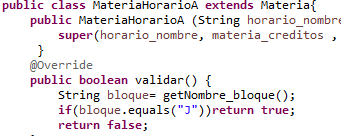 public class MateriaHorarioA extends Materia{
public MateriaHorarioA (String horario_nombre
super(horario_nombre, materia_creditos ,
}
@Override
public boolean validar() {
String bloque= getNombre_bloque();
if(bloque.equals("J"))return true;
return false;